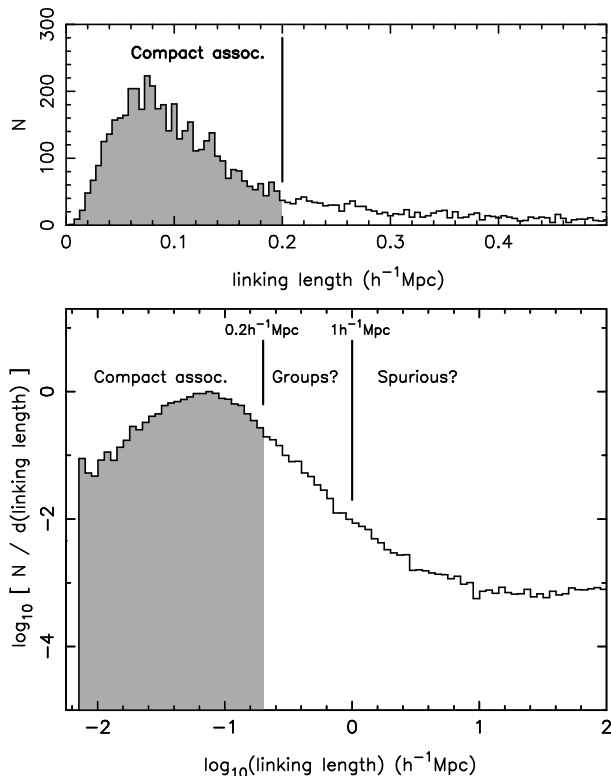 300
200
100
0
N
Compact assoc.
0
0.1
0.2
0.3
0.4
linking length (h⁻¹Mpc)
0.2h⁻¹Mpc
1h⁻¹Mpc
Compact assoc.
Groups?
Spurious?
0
−2
−4
log₁₀ [ N / d(linking length) ]
−2
−1
0
1
2
log₁₀(linking length) (h⁻¹Mpc)